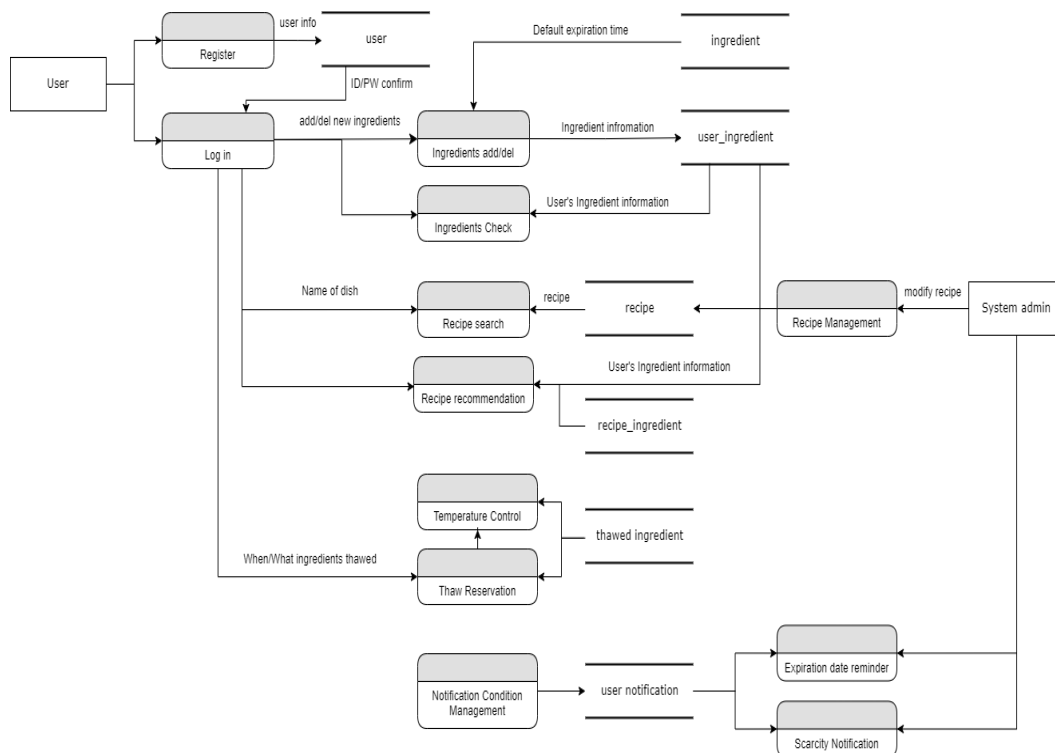 user info
user
Default expiration time
ingredient
Register
User
ID/PW confirm
add/del new ingredients
Ingredient infomation
user_ingredient
Log in
Ingredients add/del
User's Ingredient information
Ingredients Check
Name of dish
recipe
recipe
modify recipe
System admin
Recipe search
Recipe Management
User's Ingredient information
Recipe recommendation
recipe_ingredient
Temperature Control
thawed ingredient
When/What ingredients thawed
Thaw Reservation
Expiration date reminder
user notification
Notification Condition
Management
Scarcity Notification